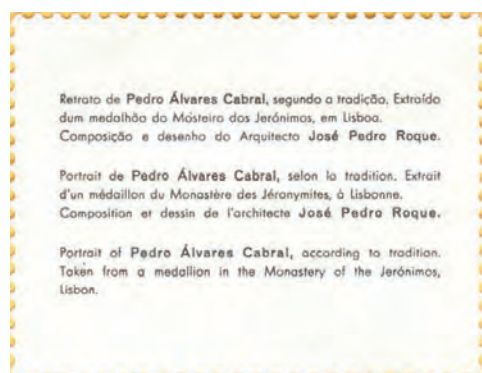 Retrato de Pedro Álvares Cabral, segundo a tradição. Extraído
dum medalhão do Mosteiro dos Jerónimos, em Lisboa.
Composição e desenho do Arquitecto José Pedro Roque.
Portrait de Pedro Álvares Cabral, selon la tradition. Extrait
d'un médaillon du Monastère des Jéronymites, à Lisbonne.
Composition et dessin de l'architecte José Pedro Roque.
Portrait of Pedro Álvares Cabral, according to tradition.
Taken from a medallion in the Monastery of the Jerónimos,
Lisbon.